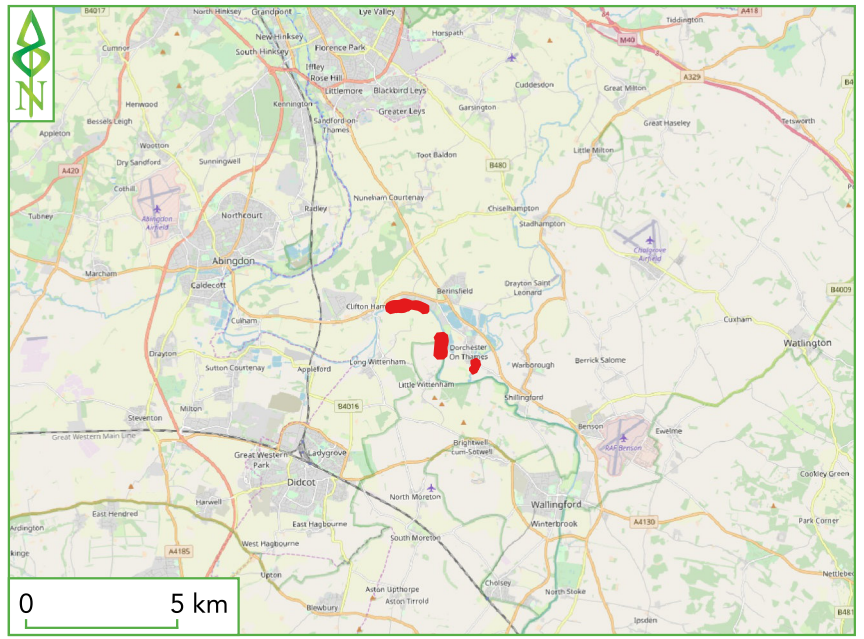 B4017
North Hinksey
Grandpont
Lye Valley
Horspath
Tiddington
A418
Cumnor
New Hinksey
South Hinksey
Florence Park
M40
A329
B4
Iffley
Rose Hill
Littlemore
Blackbird Leys
Cuddesdon
Great Milton
Henwood
Kennington
Greater Leys
Garsington
Bessels Leigh
Sandford-on
Thames
Great Haseley
Tetsworth
Appleton
Wootton
Toot Baldon
Little Milton
Dry Sandford
Sunningwell
B480
A420
Cothill
Nuneham Courtenay
Tubney
Abingdon
Airfield
Northcourt
Radley
Chiselhampton
Stadhampton
Chalgrove
Airfield
Abingdon
Marcham
Caldecott
Drayton Saint
Leonard
B4009
Berinsfield
Clifton Ham
Culham
Cuxham
Watlington
Drayton
Dorchester
On Thames
Sutton Courtenay
Appleford
Long Wittenham
Warborough
Berrick Salome
Little Wittenham
Shillingford
Milton
B4016
Steventon
Benson
Ewelme
Great Western Main Line
RAF Benson
Great Western
Park
Ladygrove
Brightwell
cum-Sotwell
Didcot
Cookley Green
Harwell
North Moreton
Wallingford
East Hendred
East Hagbourne
Winterbrook
A4130
Park Corner
Ardington
South Moreton
kinge
A4185
West Hagbourne
Upton
Nettlebe
Aston Upthorpe
Aston Tirrold
Cholsey
North Stoke
Blewbury
Ipsden
B481
N
0 5 km